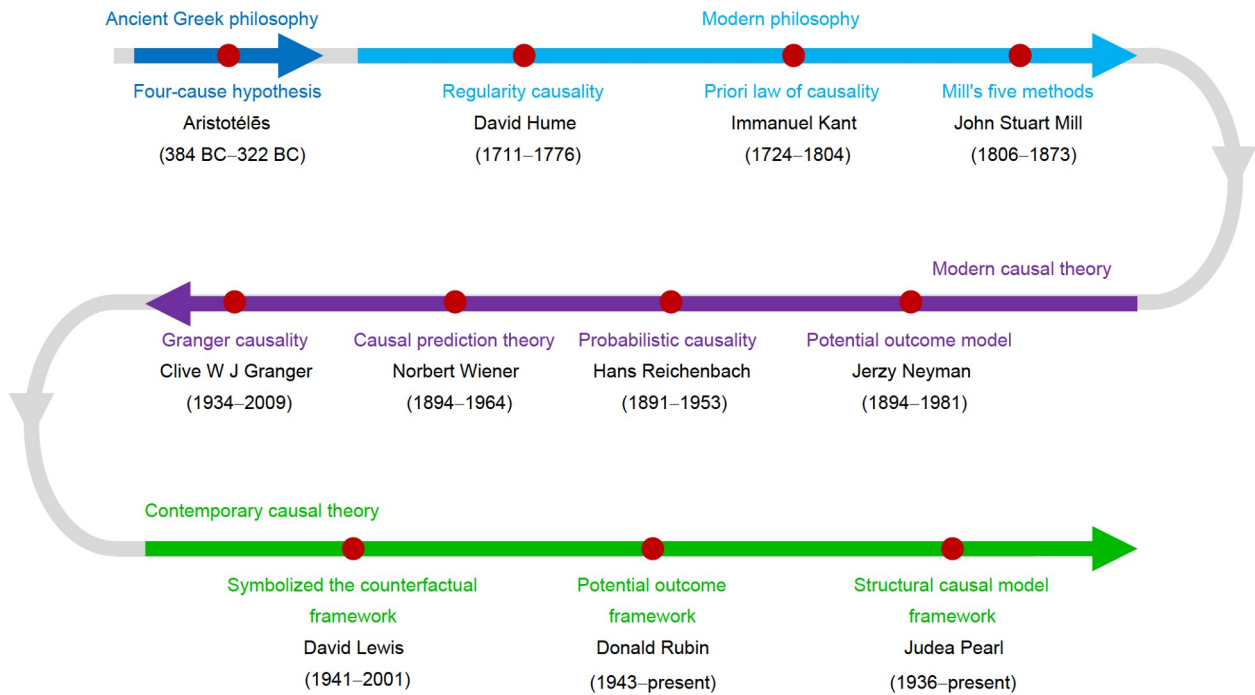 Ancient Greek philosophy
Modern philosophy
Four-cause hypothesis
Aristotélēs
(384 BC–322 BC)
Regularity causality
David Hume
(1711–1776)
Priori law of causality
Immanuel Kant
(1724–1804)
Mill's five methods
John Stuart Mill
(1806–1873)
Modern causal theory
Potential outcome model
Jerzy Neyman
(1894–1981)
Probabilistic causality
Hans Reichenbach
(1891–1953)
Causal prediction theory
Norbert Wiener
(1894–1964)
Granger causality
Clive W J Granger
(1934–2009)
Contemporary causal theory
Symbolized the counterfactual
framework
David Lewis
(1941–2001)
Potential outcome
framework
Donald Rubin
(1943–present)
Structural causal model
framework
Judea Pearl
(1936–present)